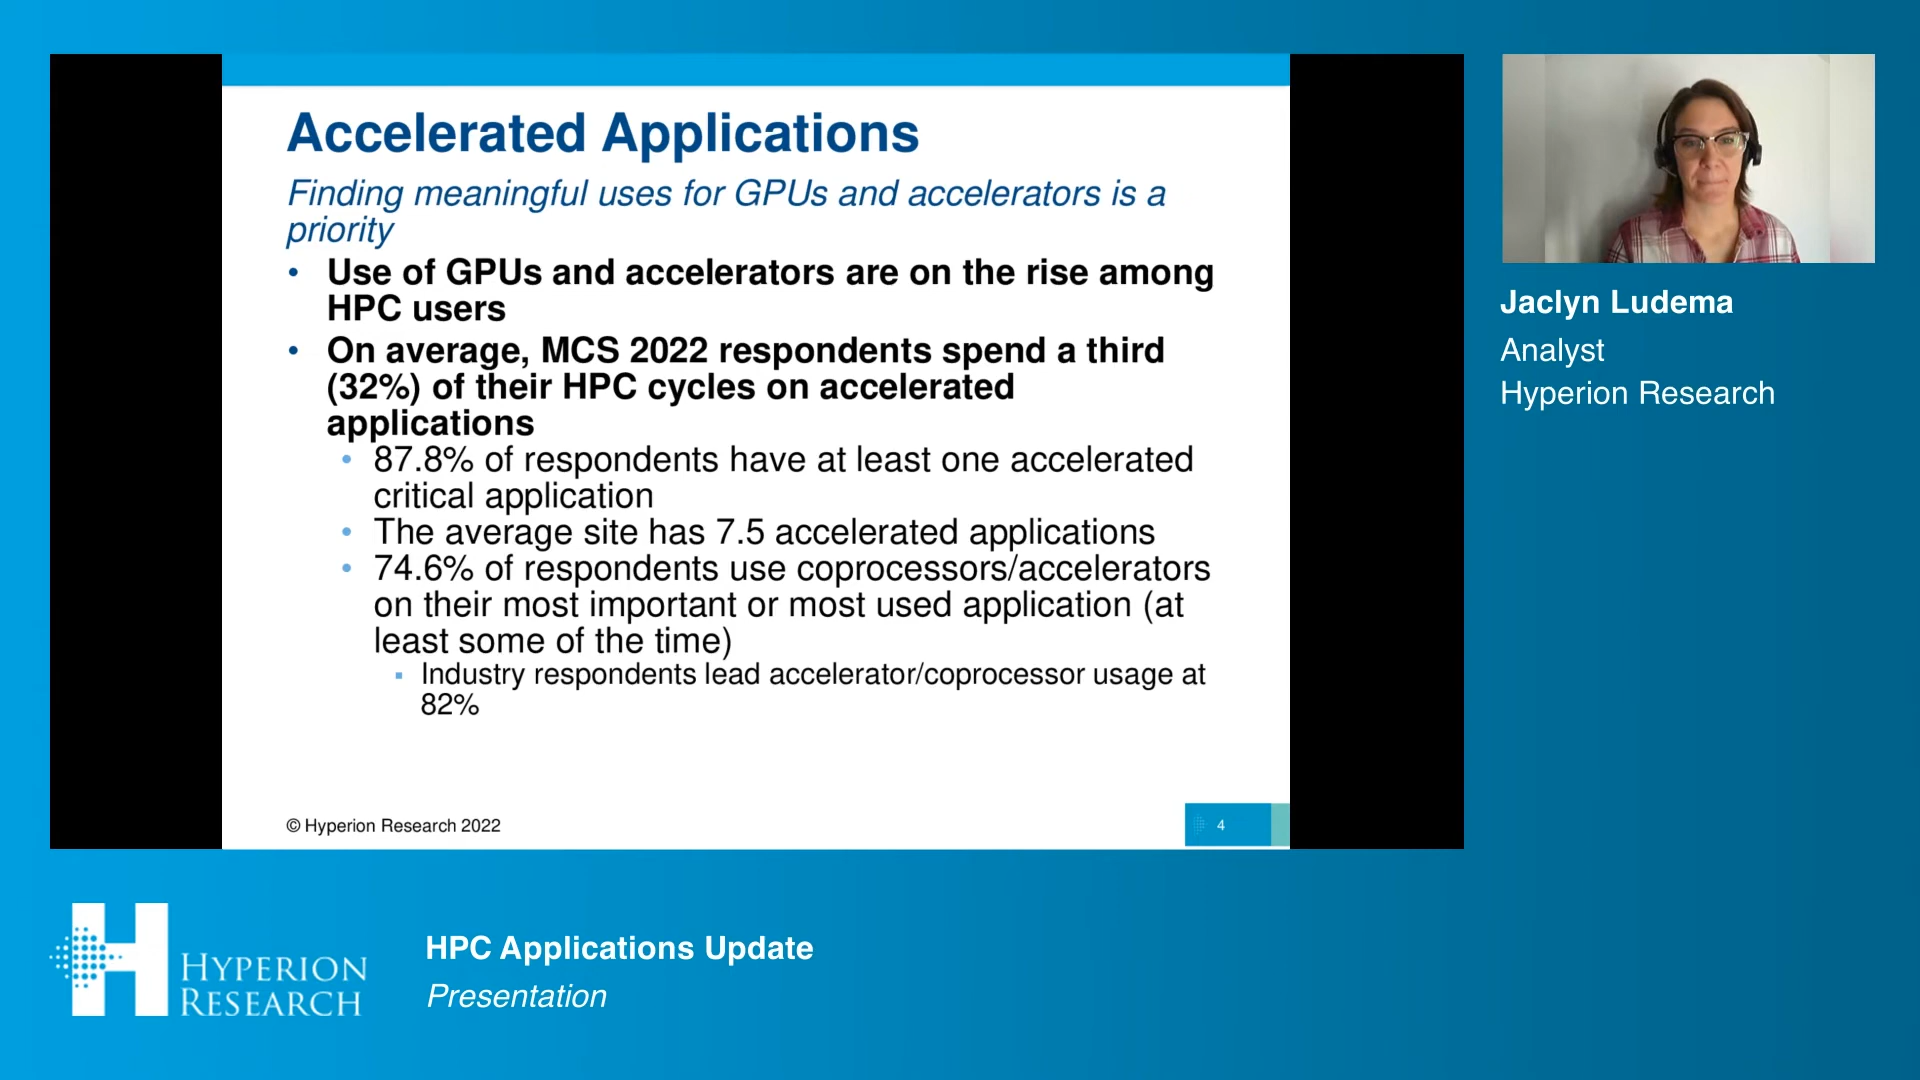 Accelerated Applications
Finding meaningful uses for GPUs and accelerators is a
priority
• Use of GPUs and accelerators are on the rise among
HPC users
• On average, MCS 2022 respondents spend a third
(32%) of their HPC cycles on accelerated
applications
• 87.8% of respondents have at least one accelerated
critical application
• The average site has 7.5 accelerated applications
• 74.6% of respondents use coprocessors/accelerators
on their most important or most used application (at
least some of the time)
▪ Industry respondents lead accelerator/coprocessor usage at
82%
© Hyperion Research 2022
4
Jaclyn Ludema
Analyst
Hyperion Research
H
HYPERION
RESEARCH
HPC Applications Update
Presentation